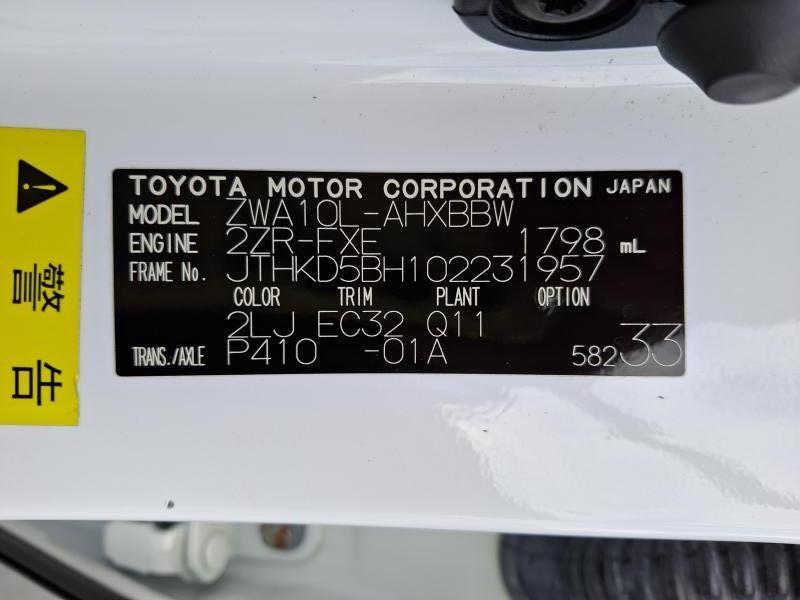 TOYOTA MOTOR CORPORATION JAPAN
MODEL ZWA10L-AHXBBW
ENGINE 2ZR-FXE 1798 mL
FRAME No. JTHKD5BH102231957
COLOR TRIM PLANT OPTION
2LJ EC32 Q11
TRANS./AXLE P410 -01A 58233
警告